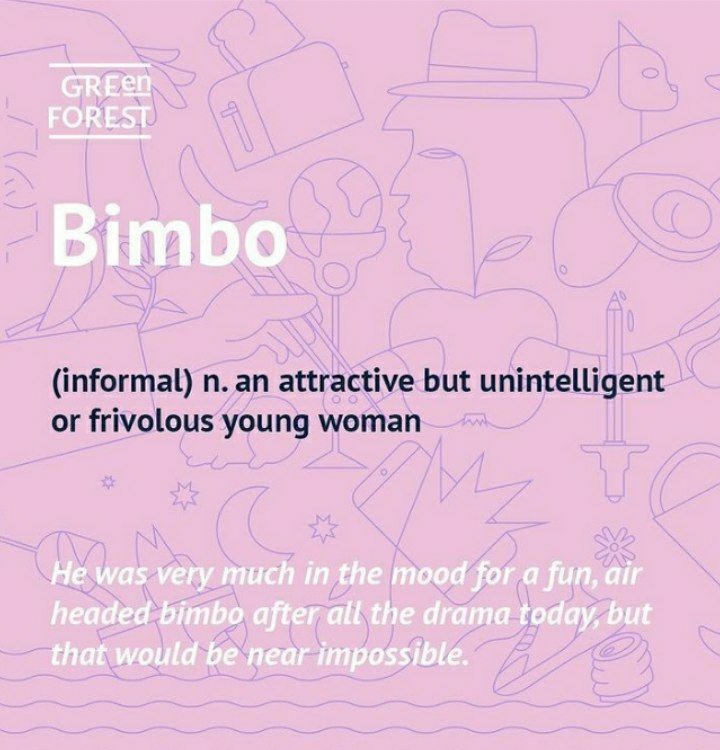 GREen
FOREST
Bimbo
(informal) n. an attractive but unintelligent
or frivolous young woman
He was very much in the mood for a fun, air
headed bimbo after all the drama today, but
that would be near impossible.